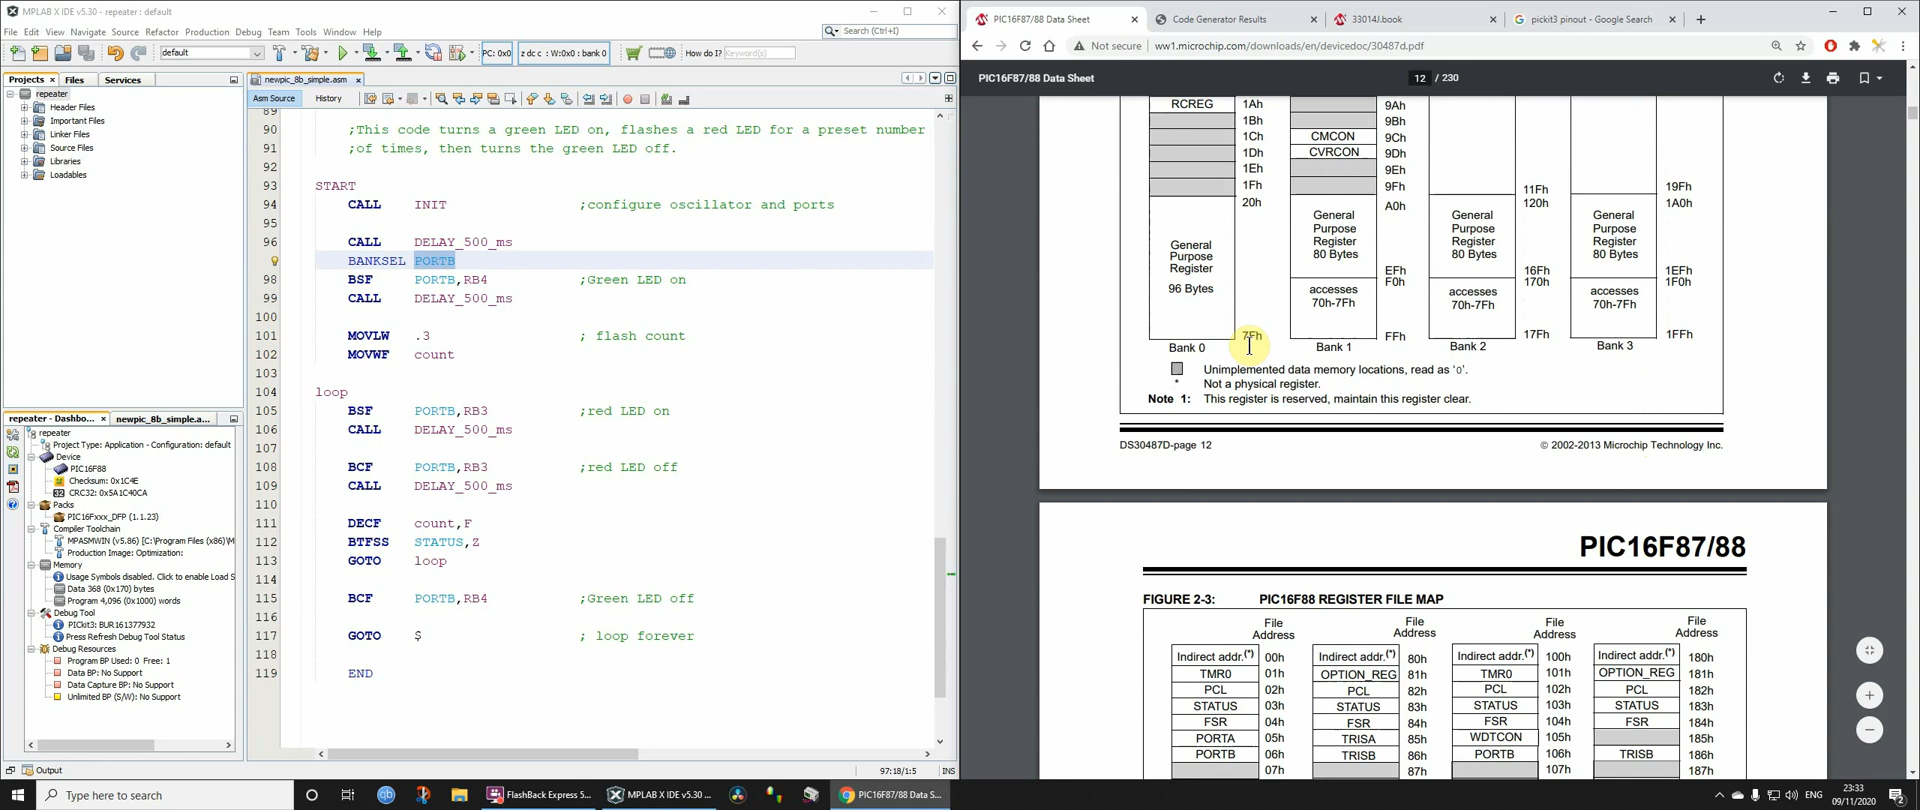 MPLAB X IDE v5.30 - repeater : default
File Edit View Navigate Source Refactor Production Debug Team Tools Window Help
Search (Ctrl+I)
default
PC: 0x0
z dc c : W:0x0 : bank 0
How do I?
Keyword(s)
Projects × Files Services
repeater
Header Files
Important Files
Linker Files
Source Files
Libraries
Loadables
newpic_8b_simple.asm ×
Asm Source History
89
90 ;This code turns a green LED on, flashes a red LED for a preset number
91 ;of times, then turns the green LED off.
92
93 START
94 CALL INIT ;configure oscillator and ports
95
96 CALL DELAY_500_ms
BANKSEL PORTB
98 BSF PORTB,RB4 ;Green LED on
99 CALL DELAY_500_ms
100
101 MOVLW .3 ; flash count
102 MOVWF count
103
104 loop
105 BSF PORTB,RB3 ;red LED on
106 CALL DELAY_500_ms
107
108 BCF PORTB,RB3 ;red LED off
109 CALL DELAY_500_ms
110
111 DECF count,F
112 BTFSS STATUS,Z
113 GOTO loop
114
115 BCF PORTB,RB4 ;Green LED off
116
117 GOTO $ ; loop forever
118
119 END
97:18/1:5 INS
repeater - Dashbo... × newpic_8b_simple.a...
repeater
Project Type: Application - Configuration: default
Device
PIC16F88
Checksum: 0x1C4E
CRC32: 0x5A1C40CA
Packs
PIC16Fxxx_DFP (1.1.23)
Compiler Toolchain
MPASMWIN (v5.86) [C:\Program Files (x86)\M
Production Image: Optimization:
Memory
Usage Symbols disabled. Click to enable Load S
Data 368 (0x170) bytes
Program 4,096 (0x1000) words
Debug Tool
PICkit3: BUR161377932
Press Refresh Debug Tool Status
Debug Resources
Program BP Used: 0 Free: 1
Data BP: No Support
Data Capture BP: No Support
Unlimited BP (S/W): No Support
Output
PIC16F87/88 Data Sheet × Code Generator Results × 33014J.book × pickit3 pinout - Google Search ×
Not secure ww1.microchip.com/downloads/en/devicedoc/30487d.pdf
PIC16F87/88 Data Sheet 12 / 230
RCREG 1Ah 9Ah
1Bh 9Bh
1Ch CMCON 9Ch
1Dh CVRCON 9Dh
1Eh 9Eh
1Fh 9Fh 11Fh 19Fh
20h A0h 120h 1A0h
General Purpose Register 96 Bytes
General Purpose Register 80 Bytes
General Purpose Register 80 Bytes
General Purpose Register 80 Bytes
EFh 16Fh 1EFh
F0h 170h 1F0h
accesses 70h-7Fh accesses 70h-7Fh accesses 70h-7Fh
7Fh FFh 17Fh 1FFh
Bank 0 Bank 1 Bank 2 Bank 3
Unimplemented data memory locations, read as '0'.
* Not a physical register.
Note 1: This register is reserved, maintain this register clear.
DS30487D-page 12 © 2002-2013 Microchip Technology Inc.
PIC16F87/88
FIGURE 2-3: PIC16F88 REGISTER FILE MAP
File Address File Address File Address File Address
Indirect addr.(*) 00h Indirect addr.(*) 80h Indirect addr.(*) 100h Indirect addr.(*) 180h
TMR0 01h OPTION_REG 81h TMR0 101h OPTION_REG 181h
PCL 02h PCL 82h PCL 102h PCL 182h
STATUS 03h STATUS 83h STATUS 103h STATUS 183h
FSR 04h FSR 84h FSR 104h FSR 184h
PORTA 05h TRISA 85h WDTCON 105h 185h
PORTB 06h TRISB 86h PORTB 106h TRISB 186h
07h 87h 107h 187h
Type here to search
FlashBack Express 5...
MPLAB X IDE v5.30 ...
PIC16F87/88 Data S...
ENG
23:33
09/11/2020